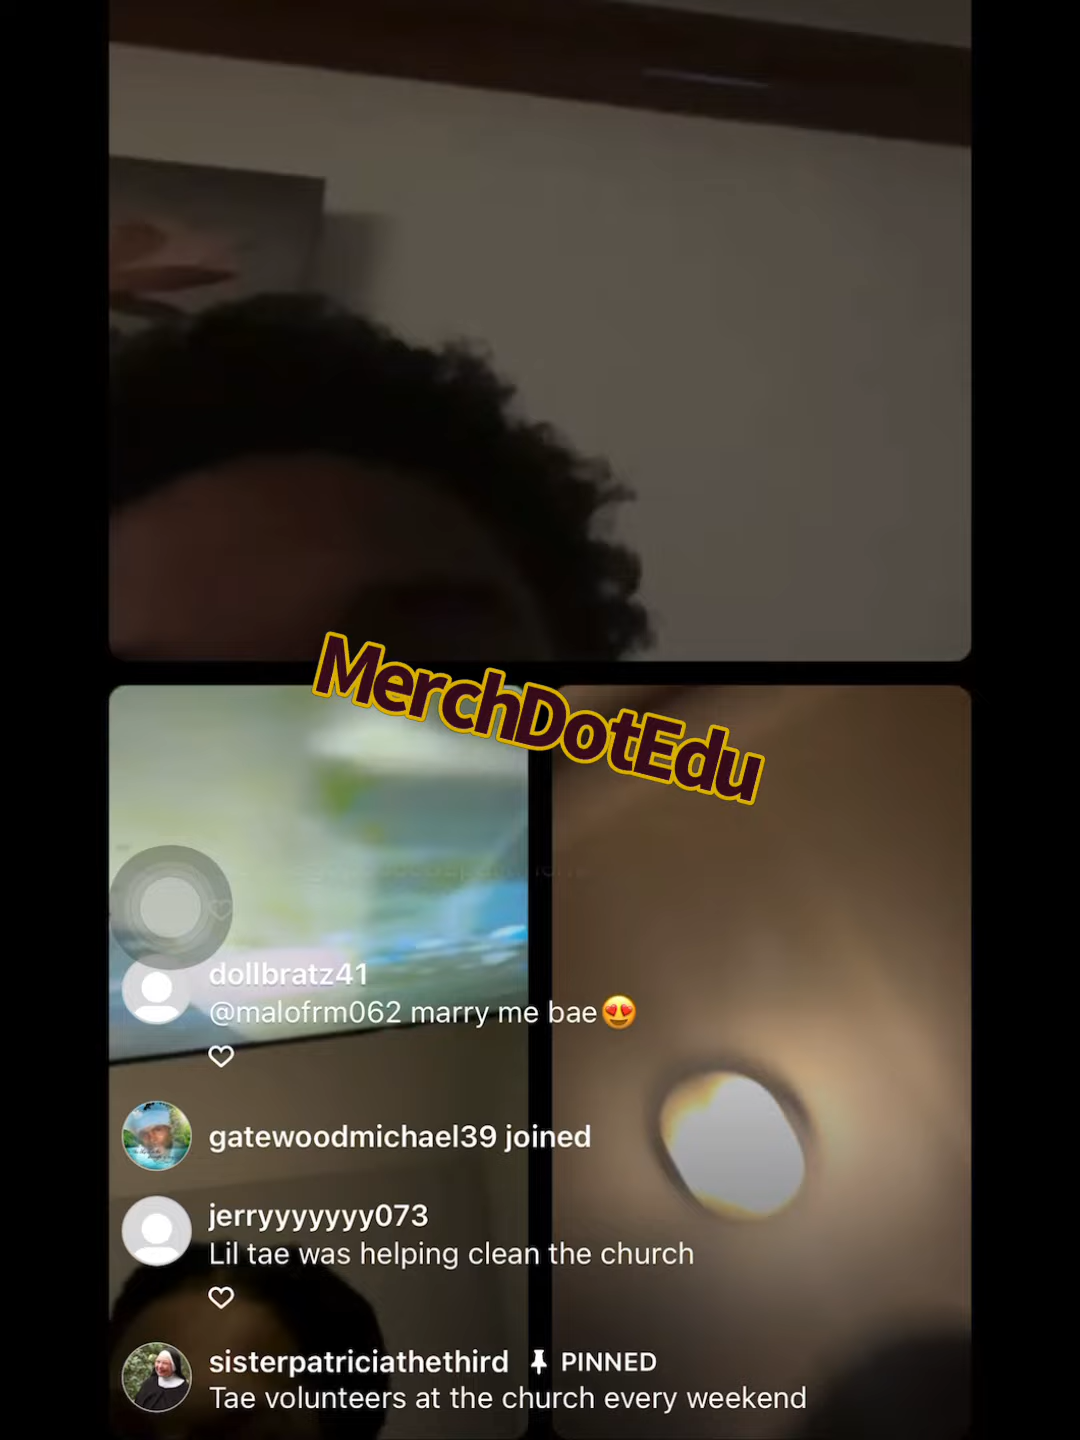 MerchDotEdu
dollbratz41
@malofrm062 marry me bae😍
gatewoodmichael39 joined
jerryyyyyyy073
Lil tae was helping clean the church
sisterpatriciathethird PINNED
Tae volunteers at the church every weekend